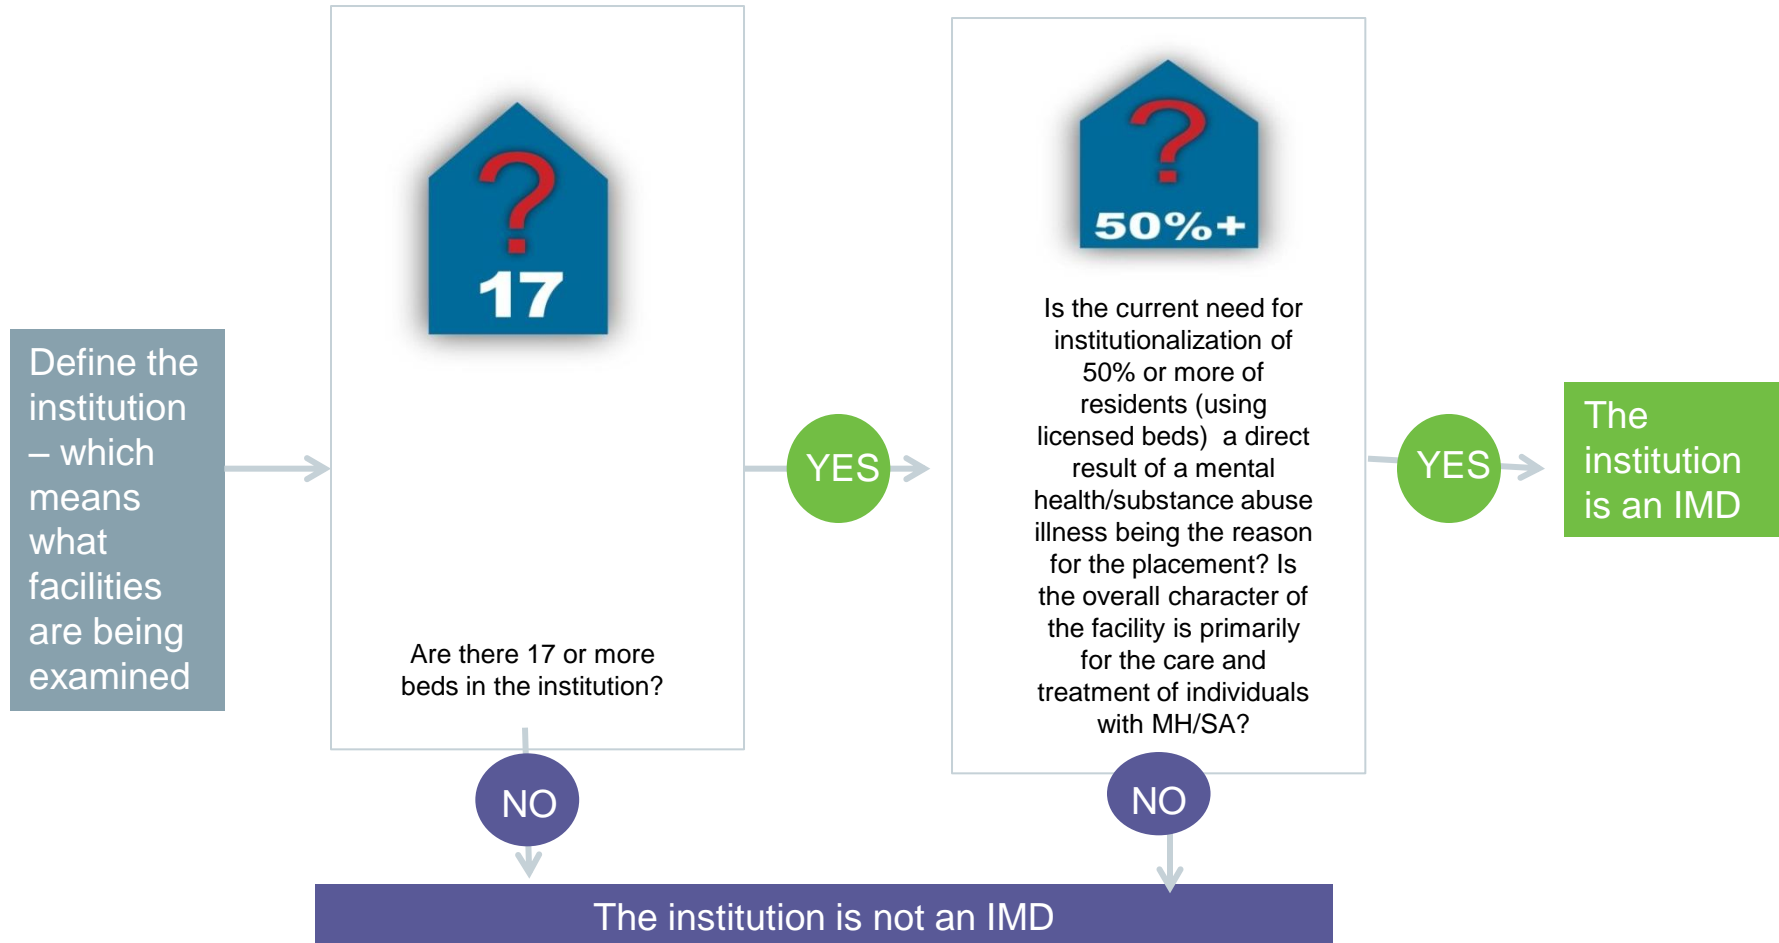 Define the
institution
– which
means
what
facilities
are being
examined
17
Are there 17 or more
beds in the institution?
YES
NO
50%+
Is the current need for
institutionalization of
50% or more of
residents (using
licensed beds) a direct
result of a mental
health/substance abuse
illness being the reason
for the placement? Is
the overall character of
the facility is primarily
for the care and
treatment of individuals
with MH/SA?
YES
NO
The
institution
is an IMD
The institution is not an IMD